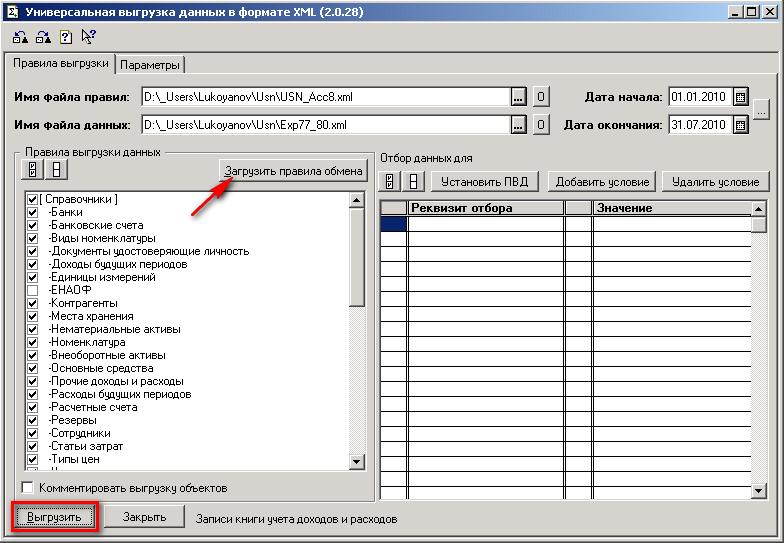 Универсальная выгрузка данных в формате XML (2.0.28)
Правила выгрузки Параметры
Имя файла правил: D:\_Users\Lukoyanov\Usn\USN_Acc8.xml ... 0 Дата начала: 01.01.2010 ...
Имя файла данных: D:\_Users\Lukoyanov\Usn\Exp77_80.xml ... 0 Дата окончания: 31.07.2010
Правила выгрузки данных
Загрузить правила обмена
Отбор данных для
Установить ПВД Добавить условие Удалить условие
Реквизит отбора Значение
[ Справочники ]
-Банки
-Банковские счета
-Виды номенклатуры
-Документы удостоверяющие личность
-Доходы будущих периодов
-Единицы измерений
-ЕНАОФ
-Контрагенты
-Места хранения
-Нематериальные активы
-Номенклатура
-Внеоборотные активы
-Основные средства
-Прочие доходы и расходы
-Расходы будущих периодов
-Расчетные счета
-Резервы
-Сотрудники
-Статьи затрат
-Типы цен
Комментировать выгрузку объектов
Выгрузить Закрыть Записи книги учета доходов и расходов